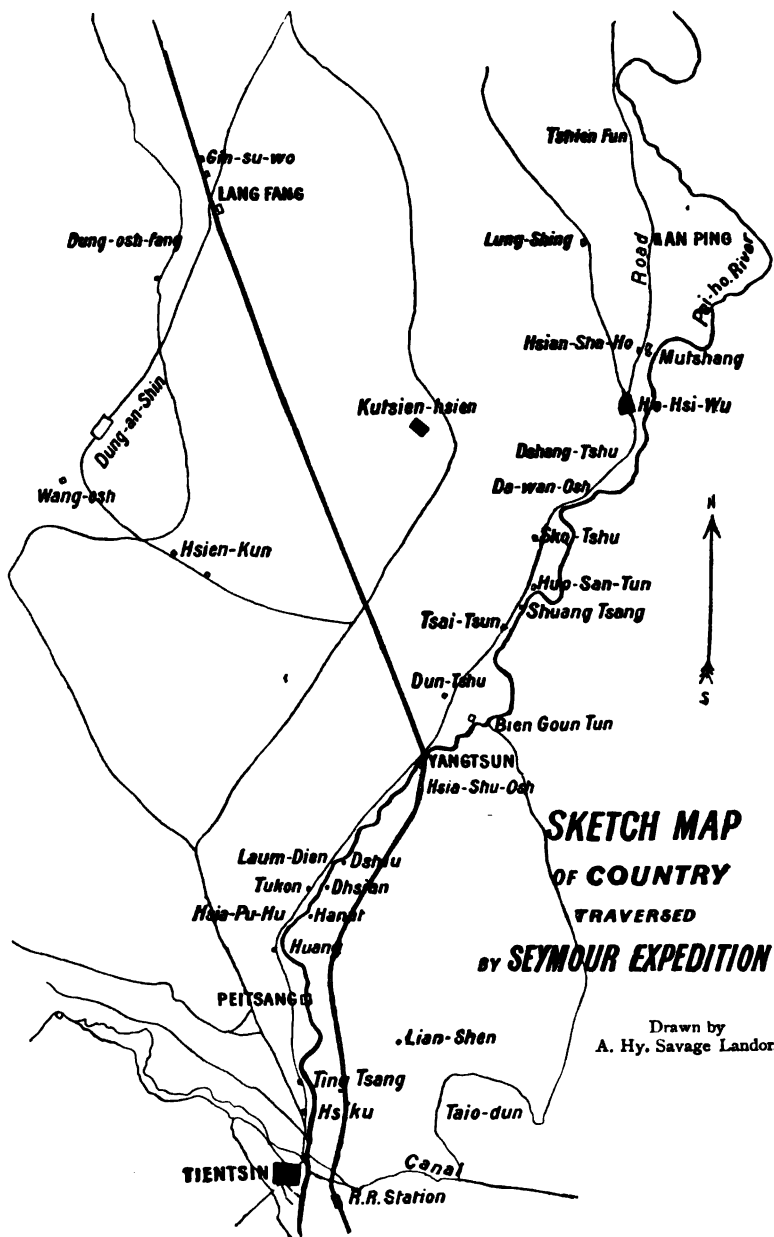 Tshien Fun
Gin-su-wo
LANG FANG
Dung-osh-fang
Lung-Shing
Road
AN PING
Pei-ho. River
Hsian-Sha-Ho
Mutshang
Kutsien-hsien
Ho-Hsi-Wu
Dung-an-Shin
Dshang-Tshu
Wang-osh
Da-wan-Osh
N
Sko-Tshu
Hsien-Kun
Huo-San-Tun
Shuang Tsang
Tsai-Tsun
Dun-Tshu
S
Bien Goun Tun
YANGTSUN
Hsia-Shu-Osh
SKETCH MAP
OF COUNTRY
TRAVERSED
BY SEYMOUR EXPEDITION
Laum-Dien
Dshiu
Tukon
Dhsian
Hsia-Pu-Hu
Hanat
Huang
PEITSANG
Drawn by
A. Hy. Savage Landor
Lian-Shen
Ting Tsang
Hsiku
Taio-dun
TIENTSIN
Canal
R.R. Station